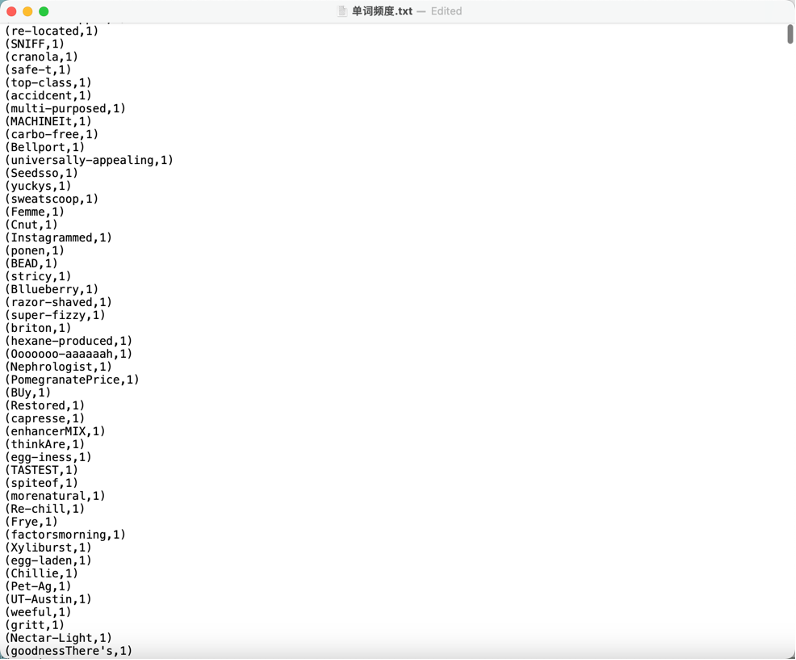 单词频度.txt — Edited
(re-located,1)
(SNIFF,1)
(cranola,1)
(safe-t,1)
(top-class,1)
(accidcent,1)
(multi-purposed,1)
(MACHINEIt,1)
(carbo-free,1)
(Bellport,1)
(universally-appealing,1)
(Seedsso,1)
(yuckys,1)
(sweatscoop,1)
(Femme,1)
(Cnut,1)
(Instagrammed,1)
(ponen,1)
(BEAD,1)
(stricy,1)
(Bllueberry,1)
(razor-shaved,1)
(super-fizzy,1)
(briton,1)
(hexane-produced,1)
(Ooooooo-aaaaaah,1)
(Nephrologist,1)
(PomegranatePrice,1)
(BUy,1)
(Restored,1)
(capresse,1)
(enhancerMIX,1)
(thinkAre,1)
(egg-iness,1)
(TASTEST,1)
(spiteof,1)
(morenatural,1)
(Re-chill,1)
(Frye,1)
(factorsmorning,1)
(Xyliburst,1)
(egg-laden,1)
(Chillie,1)
(Pet-Ag,1)
(UT-Austin,1)
(weeful,1)
(gritt,1)
(Nectar-Light,1)
(goodnessThere's,1)